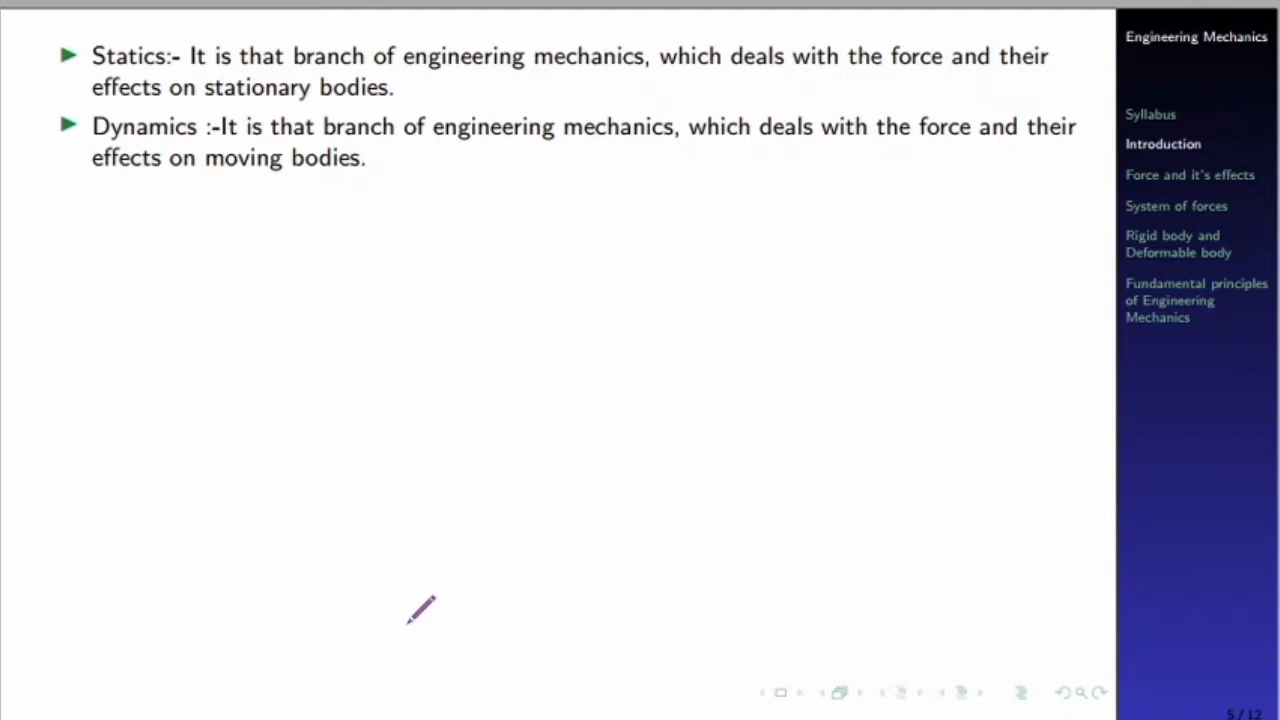 Statics:- It is that branch of engineering mechanics, which deals with the force and their
effects on stationary bodies.
Dynamics :-It is that branch of engineering mechanics, which deals with the force and their
effects on moving bodies.
Engineering Mechanics
Syllabus
Introduction
Force and it's effects
System of forces
Rigid body and
Deformable body
Fundamental principles
of Engineering
Mechanics
5 / 12